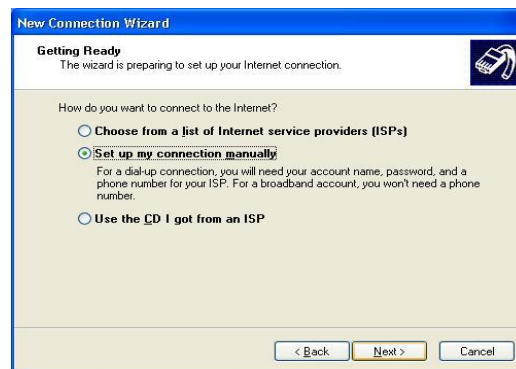 New Connection Wizard
Getting Ready
The wizard is preparing to set up your Internet connection.
How do you want to connect to the Internet?
Choose from a list of Internet service providers (ISPs)
Set up my connection manually
For a dial-up connection, you will need your account name, password, and a
phone number for your ISP. For a broadband account, you won't need a phone
number.
Use the CD I got from an ISP
< Back Next > Cancel